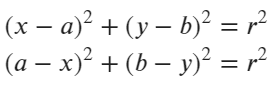 (x − a)² + (y − b)² = r²
(a − x)² + (b − y)² = r²